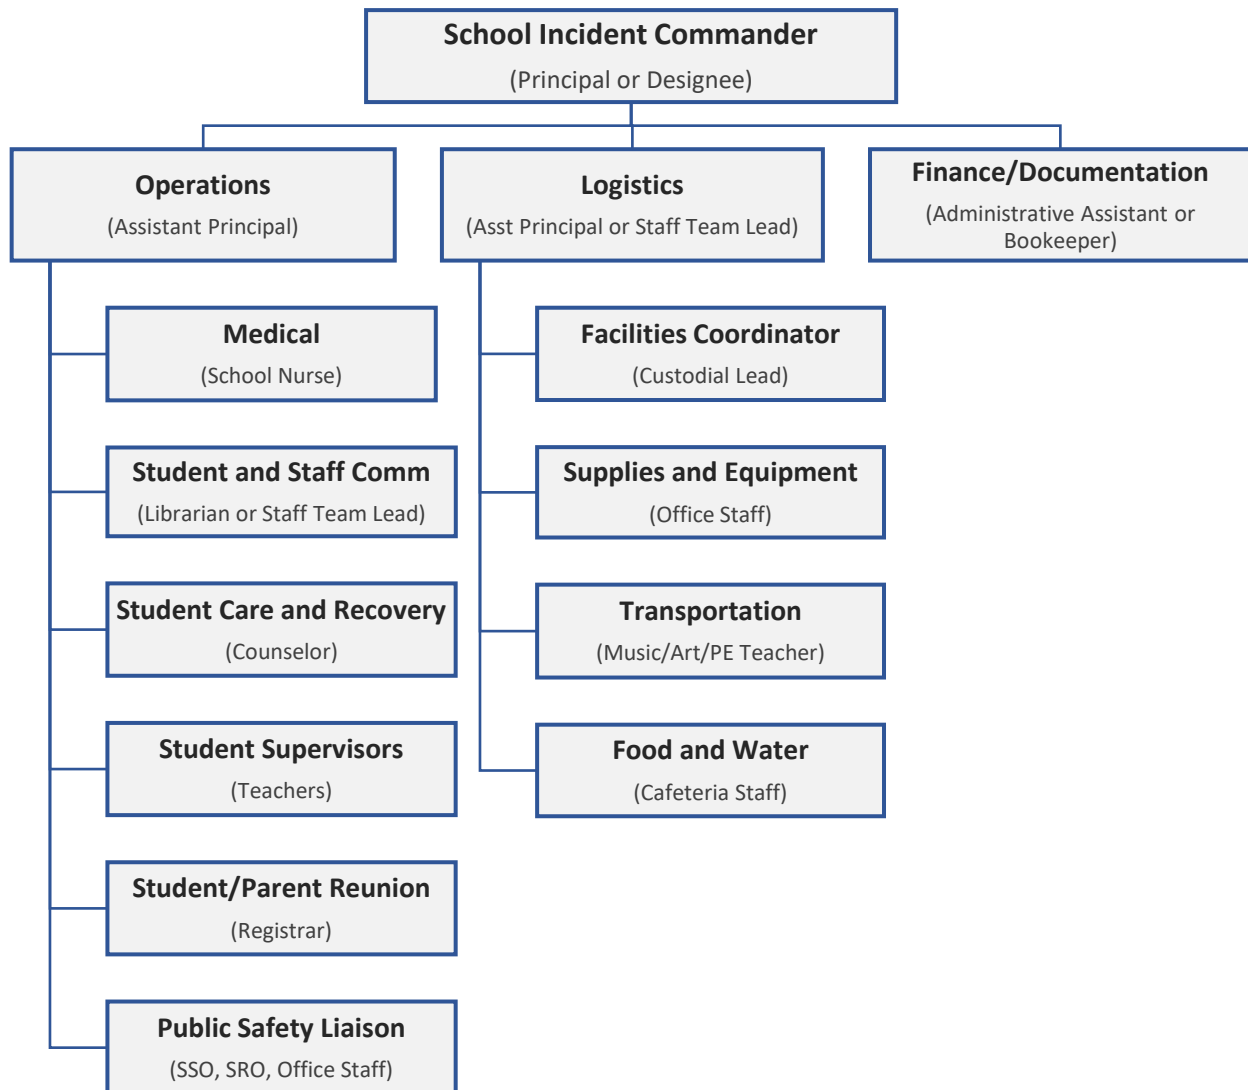 School Incident Commander
(Principal or Designee)
Operations
(Assistant Principal)
Logistics
(Asst Principal or Staff Team Lead)
Finance/Documentation
(Administrative Assistant or
Bookeeper)
Medical
(School Nurse)
Student and Staff Comm
(Librarian or Staff Team Lead)
Student Care and Recovery
(Counselor)
Student Supervisors
(Teachers)
Student/Parent Reunion
(Registrar)
Public Safety Liaison
(SSO, SRO, Office Staff)
Facilities Coordinator
(Custodial Lead)
Supplies and Equipment
(Office Staff)
Transportation
(Music/Art/PE Teacher)
Food and Water
(Cafeteria Staff)